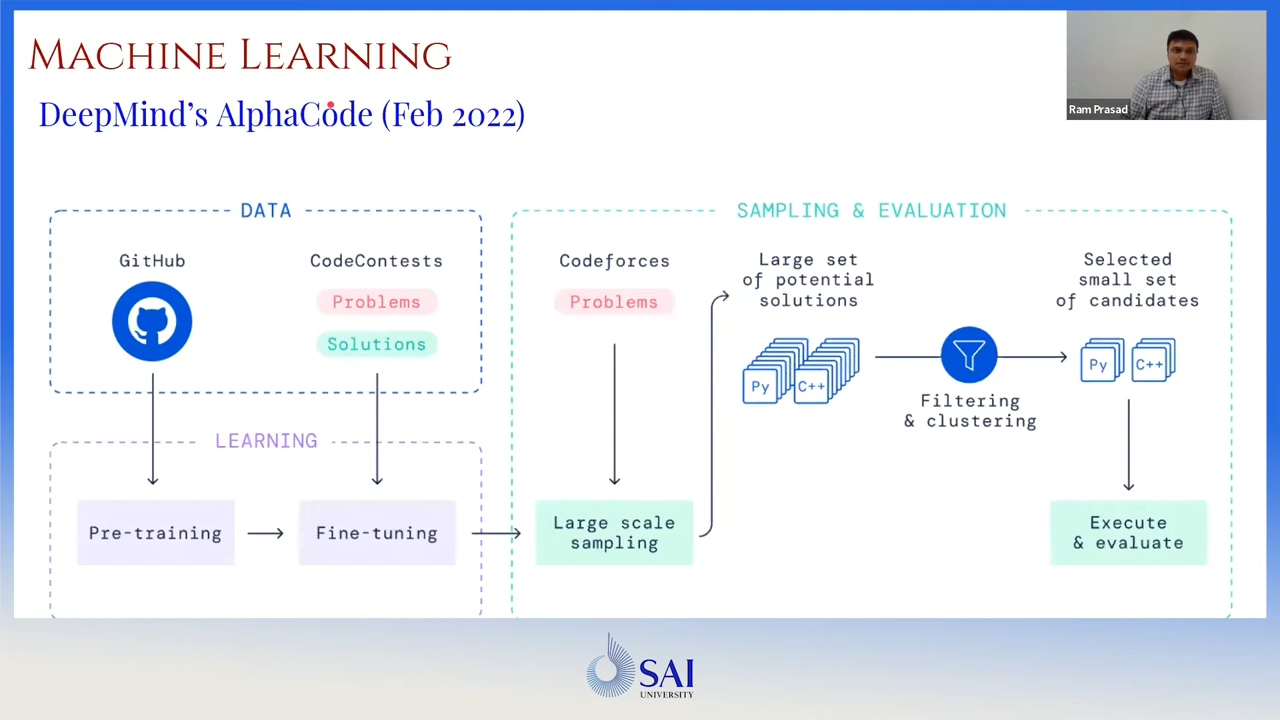 MACHINE LEARNING
DeepMind's AlphaCode (Feb 2022)
Ram Prasad
DATA
GitHub
CodeContests
Problems
Solutions
LEARNING
Pre-training
Fine-tuning
SAMPLING & EVALUATION
Codeforces
Problems
Large scale
sampling
Large set
of potential
solutions
Py
C++
Filtering
& clustering
Selected
small set
of candidates
Py
C++
Execute
& evaluate
SAI
UNIVERSITY